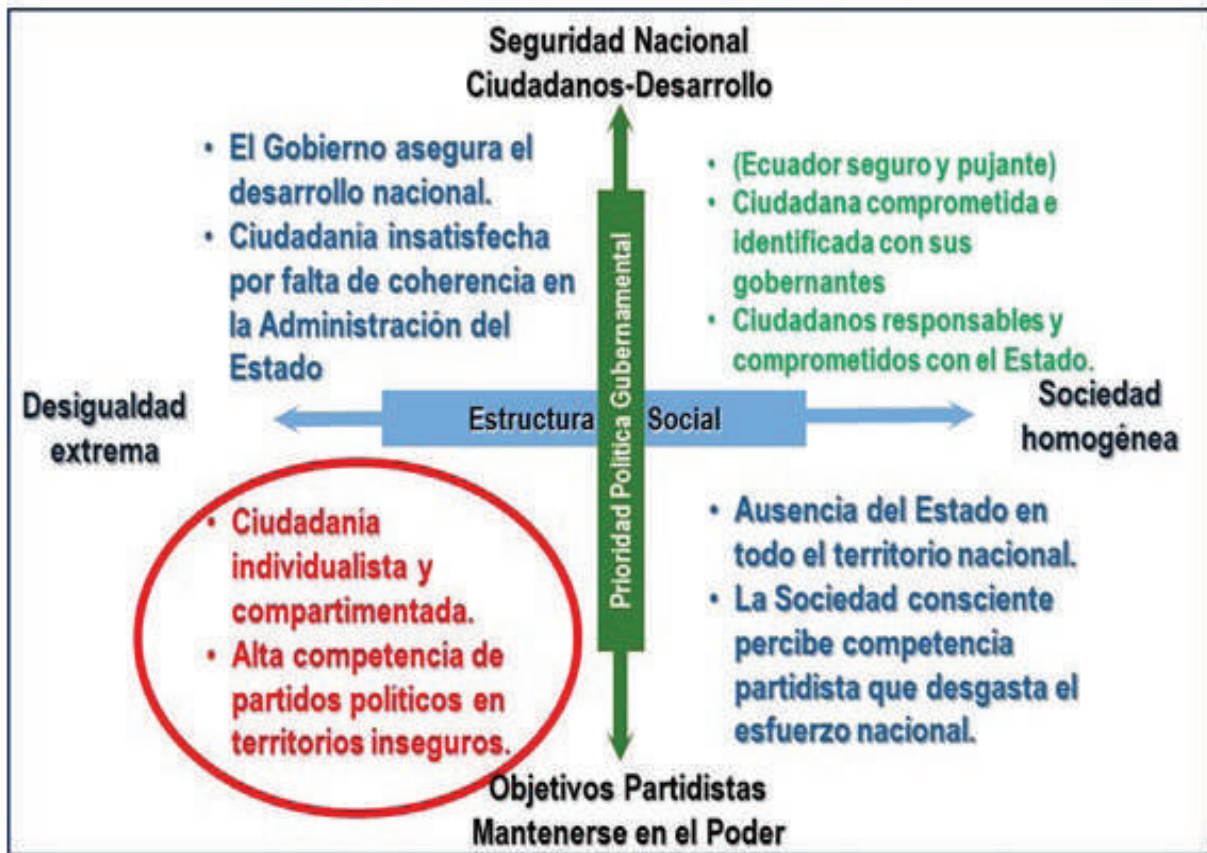 Seguridad Nacional
Ciudadanos-Desarrollo
• El Gobierno asegura el
desarrollo nacional.
• Ciudadania insatisfecha
por falta de coherencia en
la Administración del
Estado
• (Ecuador seguro y pujante)
• Ciudadana comprometida e
identificada con sus
gobernantes
• Ciudadanos responsables y
comprometidos con el Estado.
Prioridad Politica Gubernamental
Desigualdad
extrema
Estructura Social
Sociedad
homogénea
• Ciudadania
individualista y
compartimentada.
• Alta competencia de
partidos politicos en
territorios inseguros.
• Ausencia del Estado en
todo el territorio nacional.
• La Sociedad consciente
percibe competencia
partidista que desgasta el
esfuerzo nacional.
Objetivos Partidistas
Mantenerse en el Poder